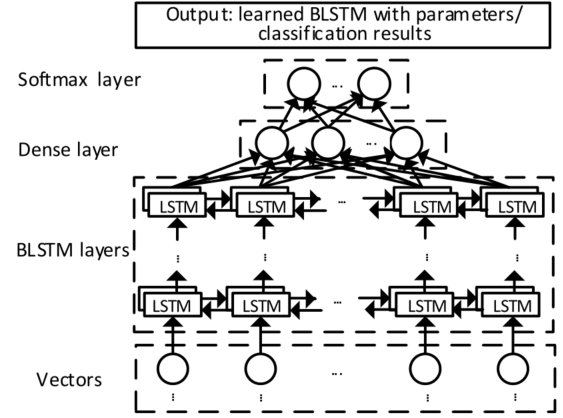 Output: learned BLSTM with parameters/
classification results
Softmax layer
...
Dense layer
...
LSTM LSTM ... LSTM LSTM
BLSTM layers
... ... ... ...
LSTM LSTM ... LSTM LSTM
Vectors
...
... ... ... ...